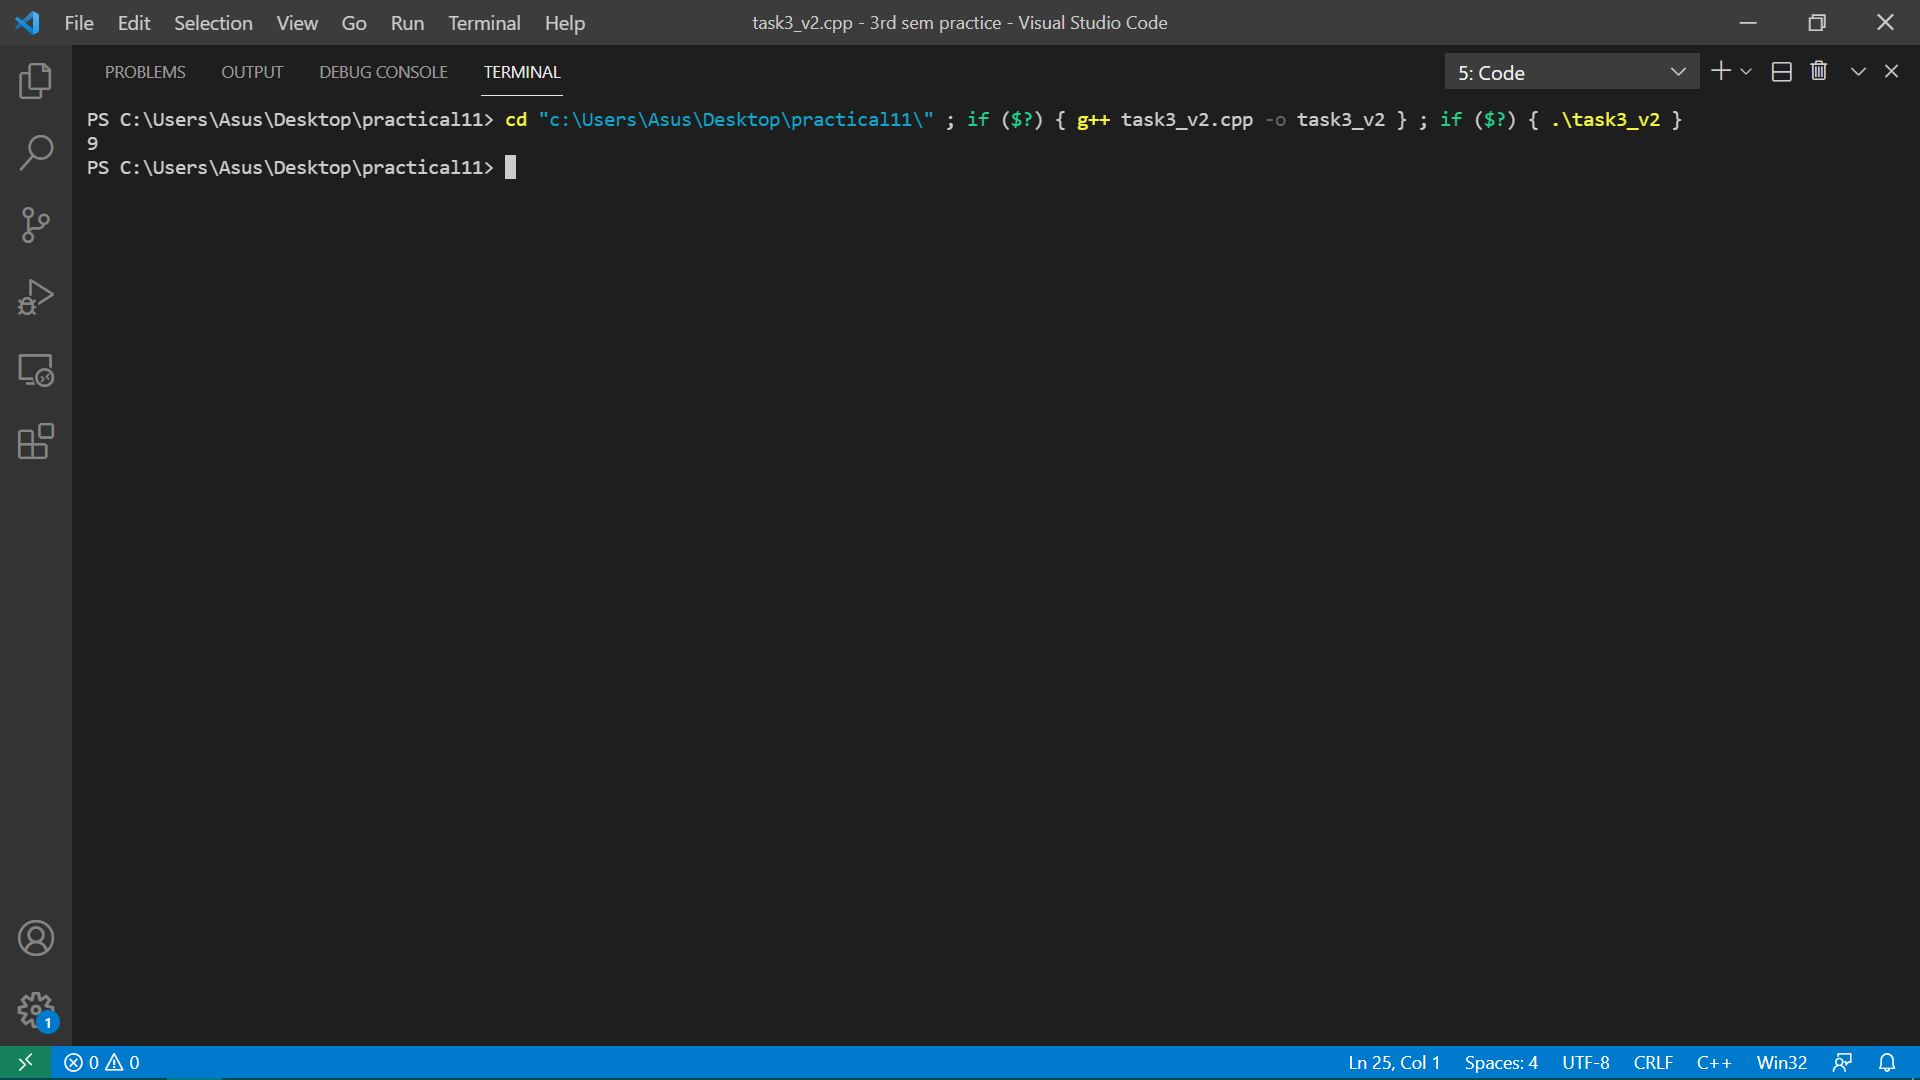 File Edit Selection View Go Run Terminal Help task3_v2.cpp - 3rd sem practice - Visual Studio Code
PROBLEMS OUTPUT DEBUG CONSOLE TERMINAL 5: Code
PS C:\Users\Asus\Desktop\practical11> cd "c:\Users\Asus\Desktop\practical11\" ; if ($?) { g++ task3_v2.cpp -o task3_v2 } ; if ($?) { .\task3_v2 }
9
PS C:\Users\Asus\Desktop\practical11>
1
0 0 Ln 25, Col 1 Spaces: 4 UTF-8 CRLF C++ Win32